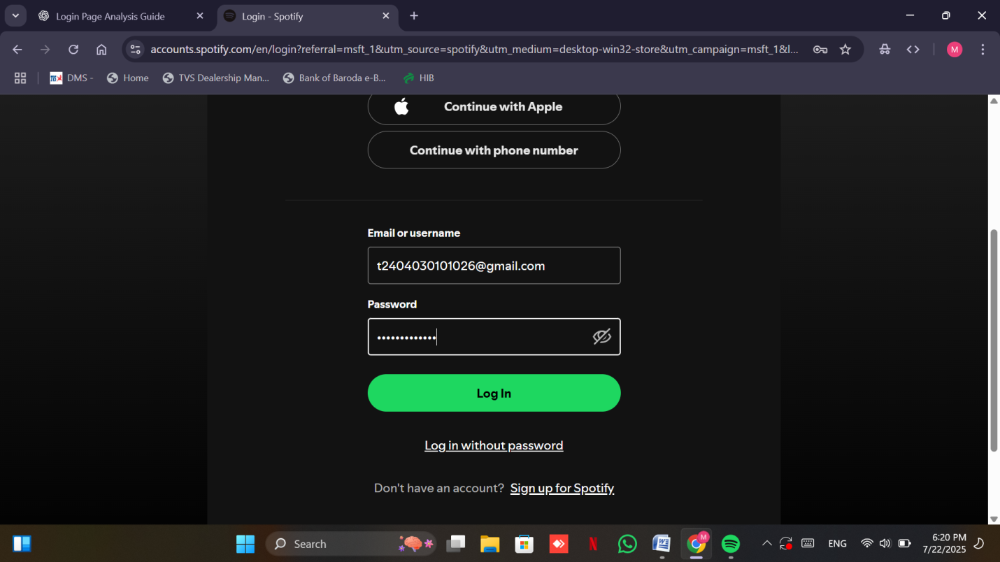 Login Page Analysis Guide
Login - Spotify
accounts.spotify.com/en/login?referral=msft_1&utm_source=spotify&utm_medium=desktop-win32-store&utm_campaign=msft_1&l...
M
DMS -
Home
TVS Dealership Man...
Bank of Baroda e-B...
HIB
Continue with Apple
Continue with phone number
Email or username
t2404030101026@gmail.com
Password
•••••••••••••
Log In
Log in without password
Don't have an account? Sign up for Spotify
Search
N
W
M
ENG
6:20 PM
7/22/2025